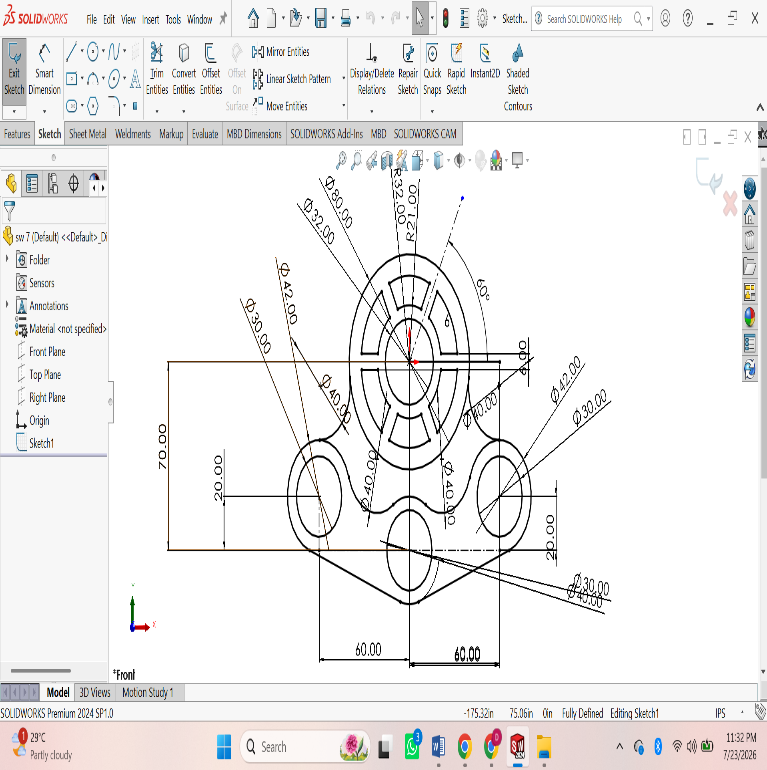 SOLIDWORKS File Edit View Insert Tools Window Sketch... Search SOLIDWORKS Help
Exit Sketch Smart Dimension Trim Entities Convert Entities Offset Entities Offset On Surface Mirror Entities Linear Sketch Pattern Move Entities Display/Delete Relations Repair Sketch Quick Snaps Rapid Sketch Instant2D Shaded Sketch Contours
Features Sketch Sheet Metal Weldments Markup Evaluate MBD Dimensions SOLIDWORKS Add-Ins MBD SOLIDWORKS CAM
sw 7 (Default) <<Default>_Di
Folder
Sensors
Annotations
Material <not specified>
Front Plane
Top Plane
Right Plane
Origin
Sketch1
Ø32.00
Ø80.00
R32.00
R21.00
60°
6
Ø30.00
Ø42.00
Ø40.00
Ø40.00
Ø42.00
Ø30.00
70.00
20.00
Ø40.00
Ø40.00
20.00
Ø30.00
60.00
60.00
*Front
Model 3D Views Motion Study 1
SOLIDWORKS Premium 2024 SP1.0 -175.32in 75.06in 0in Fully Defined Editing Sketch1 IPS
1 29°C
Partly cloudy
Search
3
0
11:32 PM
7/23/2026